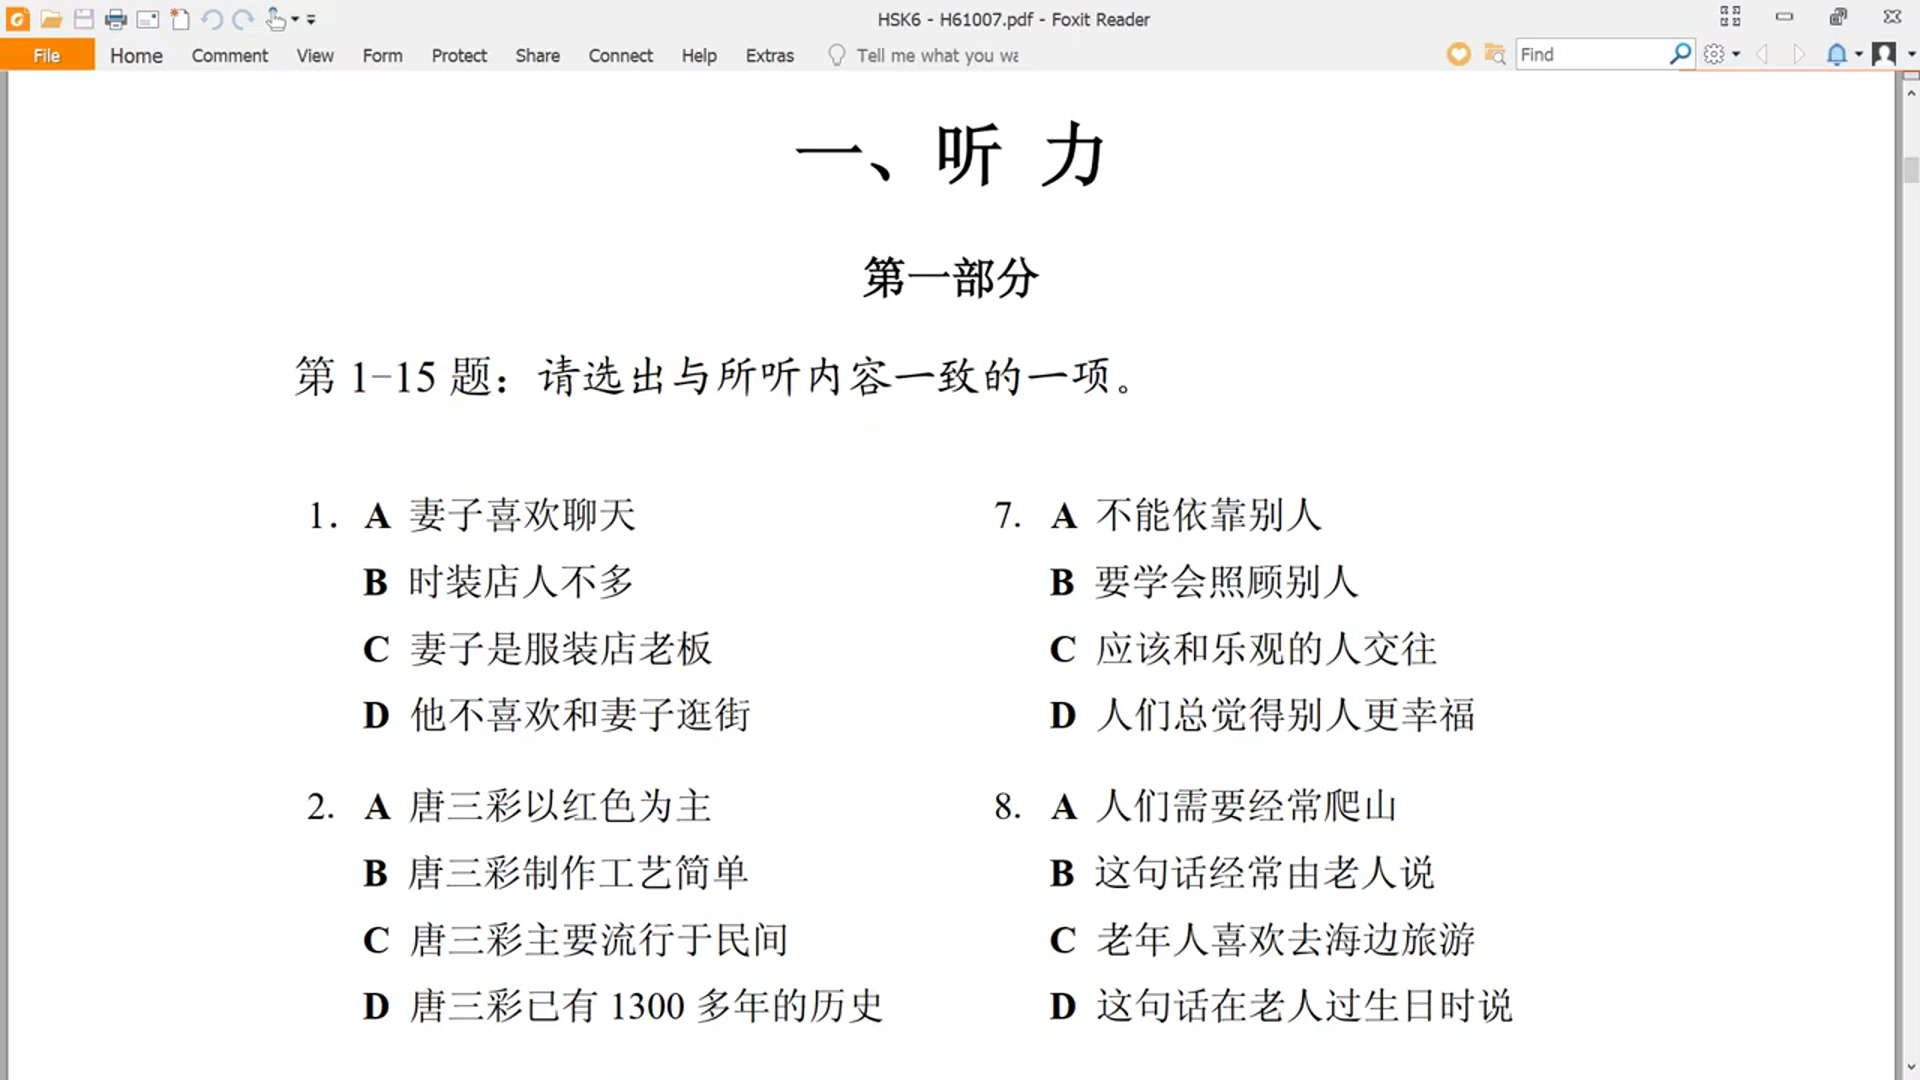 HSK6 - H61007.pdf - Foxit Reader
File Home Comment View Form Protect Share Connect Help Extras Tell me what you wa Find
一、听 力
第一部分
第 1-15 题：请选出与所听内容一致的一项。
1. A 妻子喜欢聊天
B 时装店人不多
C 妻子是服装店老板
D 他不喜欢和妻子逛街
2. A 唐三彩以红色为主
B 唐三彩制作工艺简单
C 唐三彩主要流行于民间
D 唐三彩已有 1300 多年的历史
7. A 不能依靠别人
B 要学会照顾别人
C 应该和乐观的人交往
D 人们总觉得别人更幸福
8. A 人们需要经常爬山
B 这句话经常由老人说
C 老年人喜欢去海边旅游
D 这句话在老人过生日时说